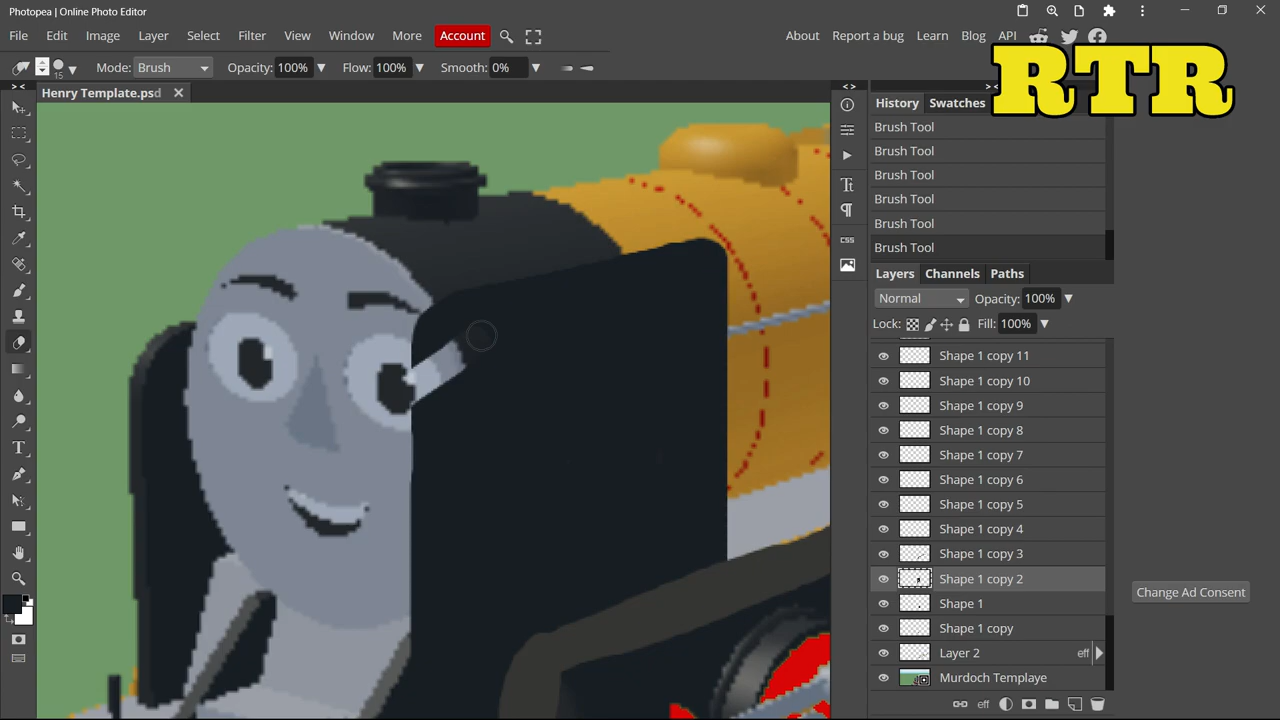 Photopea | Online Photo Editor
File Edit Image Layer Select Filter View Window More Account
About Report a bug Learn Blog API
RTR
15 Mode: Brush Opacity: 100% Flow: 100% Smooth: 0%
Henry Template.psd
History Swatches
Brush Tool
Brush Tool
Brush Tool
Brush Tool
Brush Tool
Brush Tool
CSS
Layers Channels Paths
Normal Opacity: 100%
Lock: Fill: 100%
Shape 1 copy 11
Shape 1 copy 10
Shape 1 copy 9
Shape 1 copy 8
Shape 1 copy 7
Shape 1 copy 6
Shape 1 copy 5
Shape 1 copy 4
Shape 1 copy 3
Shape 1 copy 2
Shape 1
Shape 1 copy
Layer 2 eff
Murdoch Templaye
eff
Change Ad Consent